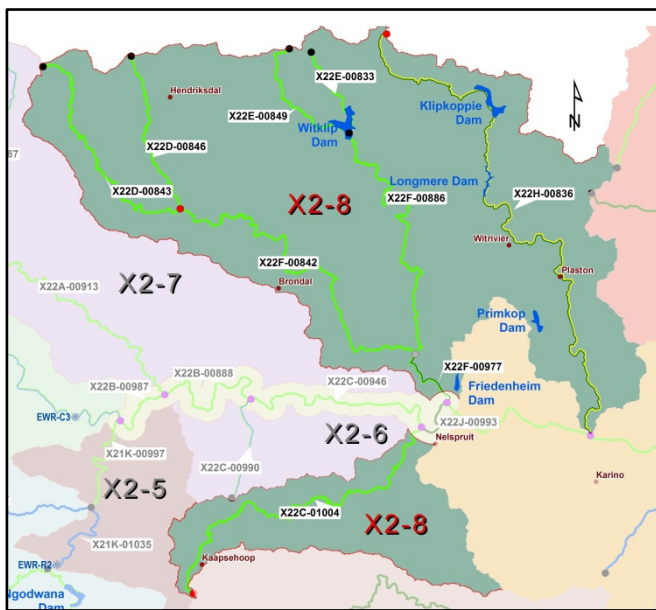 X22E-00833
Hendriksdal
Klipkoppie
Dam
X22E-00849
Witklip
Dam
N
X22D-00846
87
X22D-00843
Longmere Dam
X22H-00836
X2-8
X22F-00886
Witrivier
X22F-00842
Plaston
X22A-00913
X2-7
Brondal
Primkop
Dam
X22F-00977
X22B-00888
X22C-00946
X22B-00987
Friedenheim
Dam
EWR-C3
X22J-00993
X2-6
Nelspruit
X21K-00997
X22C-00990
Karino
X2-5
X22C-01004
X2-8
X21K-01035
Kaapsehoop
EWR-R2
Ngodwana
Dam